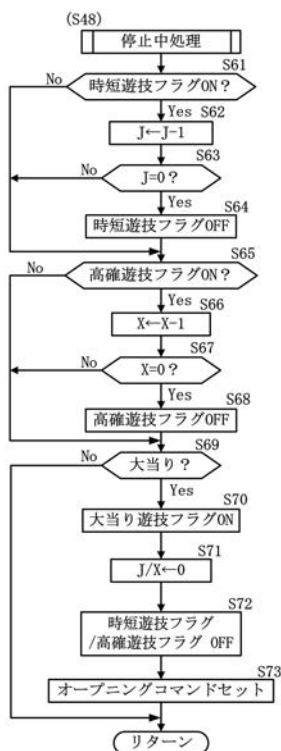 (S48)
停止中処理
S61
No
時短遊技フラグON？
Yes
S62
J←J-1
S63
No
J=0？
Yes
S64
時短遊技フラグOFF
S65
No
高確遊技フラグON？
Yes
S66
X←X-1
S67
No
X=0？
Yes
S68
高確遊技フラグOFF
S69
No
大当り？
Yes
S70
大当り遊技フラグON
S71
J/X←0
S72
時短遊技フラグ
/高確遊技フラグ OFF
S73
オープニングコマンドセット
リターン